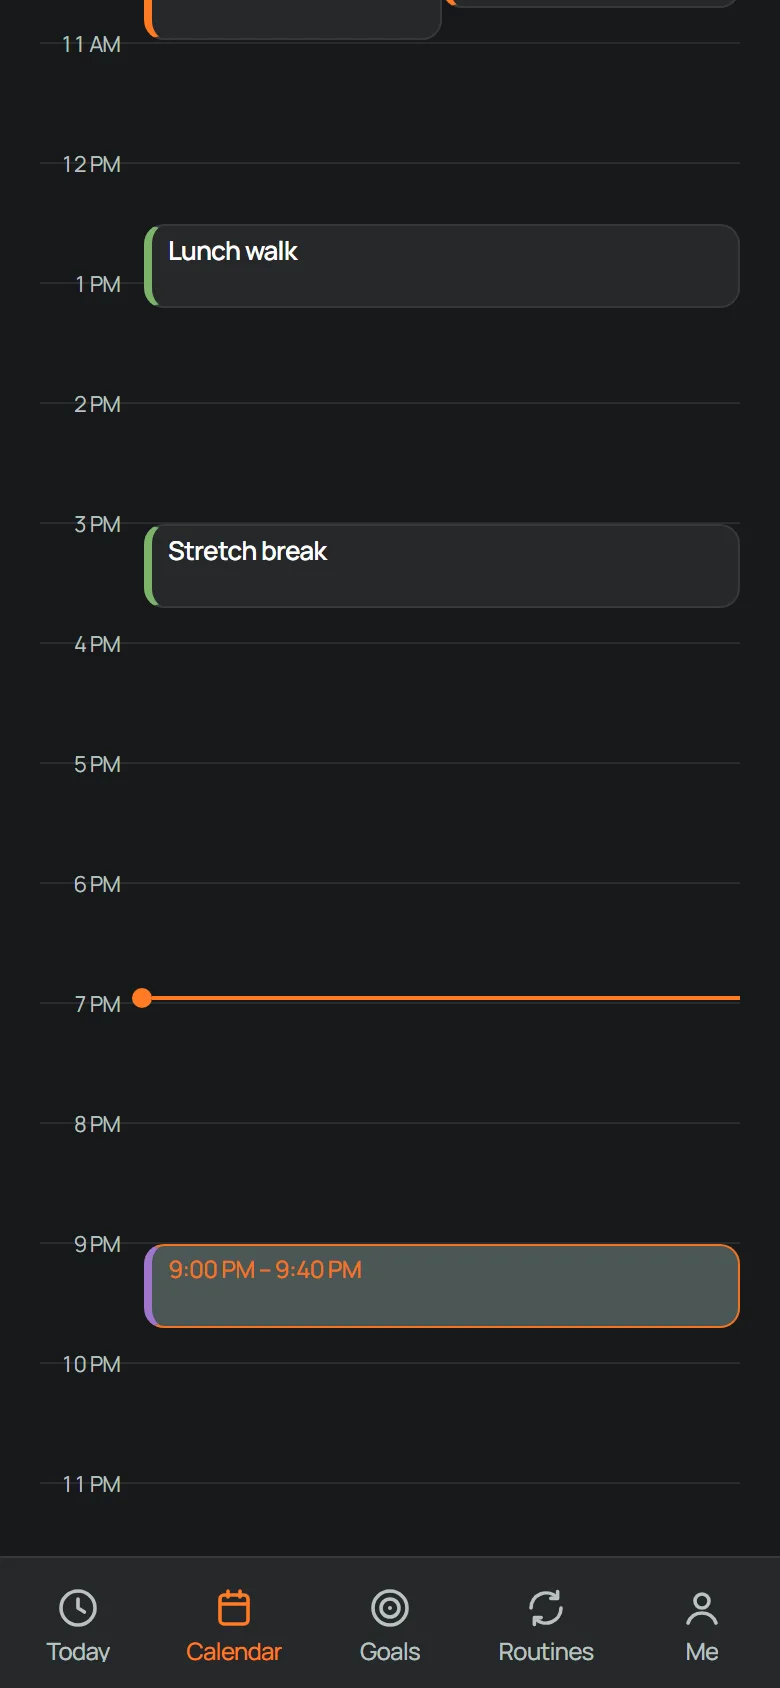 11 AM
12 PM
Lunch walk
1 PM
2 PM
3 PM
Stretch break
4 PM
5 PM
6 PM
7 PM
8 PM
9 PM
9:00 PM – 9:40 PM
10 PM
11 PM
Today
Calendar
Goals
Routines
Me